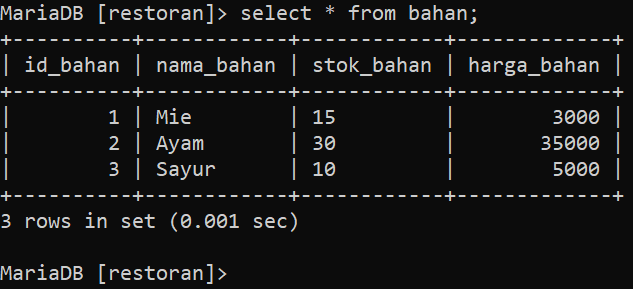 MariaDB [restoran]> select * from bahan;
+----------+------------+------------+-------------+
| id_bahan | nama_bahan | stok_bahan | harga_bahan |
+----------+------------+------------+-------------+
|        1 | Mie        | 15         |        3000 |
|        2 | Ayam       | 30         |       35000 |
|        3 | Sayur      | 10         |        5000 |
+----------+------------+------------+-------------+
3 rows in set (0.001 sec)
MariaDB [restoran]>